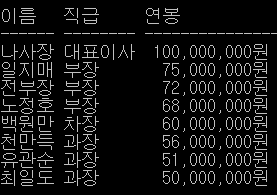 이름 직급 연봉
------ -------- ---------------
나사장 대표이사 100,000,000원
일지매 부장 75,000,000원
전부장 부장 72,000,000원
노정호 부장 68,000,000원
백원만 차장 60,000,000원
천만득 과장 56,000,000원
유관순 과장 51,000,000원
최일도 과장 50,000,000원